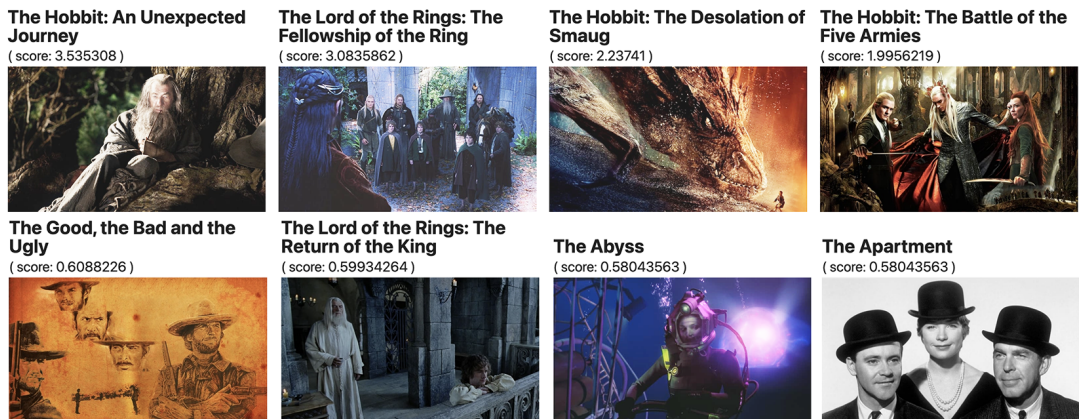 The Hobbit: An Unexpected
Journey
( score: 3.535308 )
The Lord of the Rings: The
Fellowship of the Ring
( score: 3.0835862 )
The Hobbit: The Desolation of
Smaug
( score: 2.23741 )
The Hobbit: The Battle of the
Five Armies
( score: 1.9956219 )
The Good, the Bad and the
Ugly
( score: 0.6088226 )
The Lord of the Rings: The
Return of the King
( score: 0.59934264 )
The Abyss
( score: 0.58043563 )
The Apartment
( score: 0.58043563 )